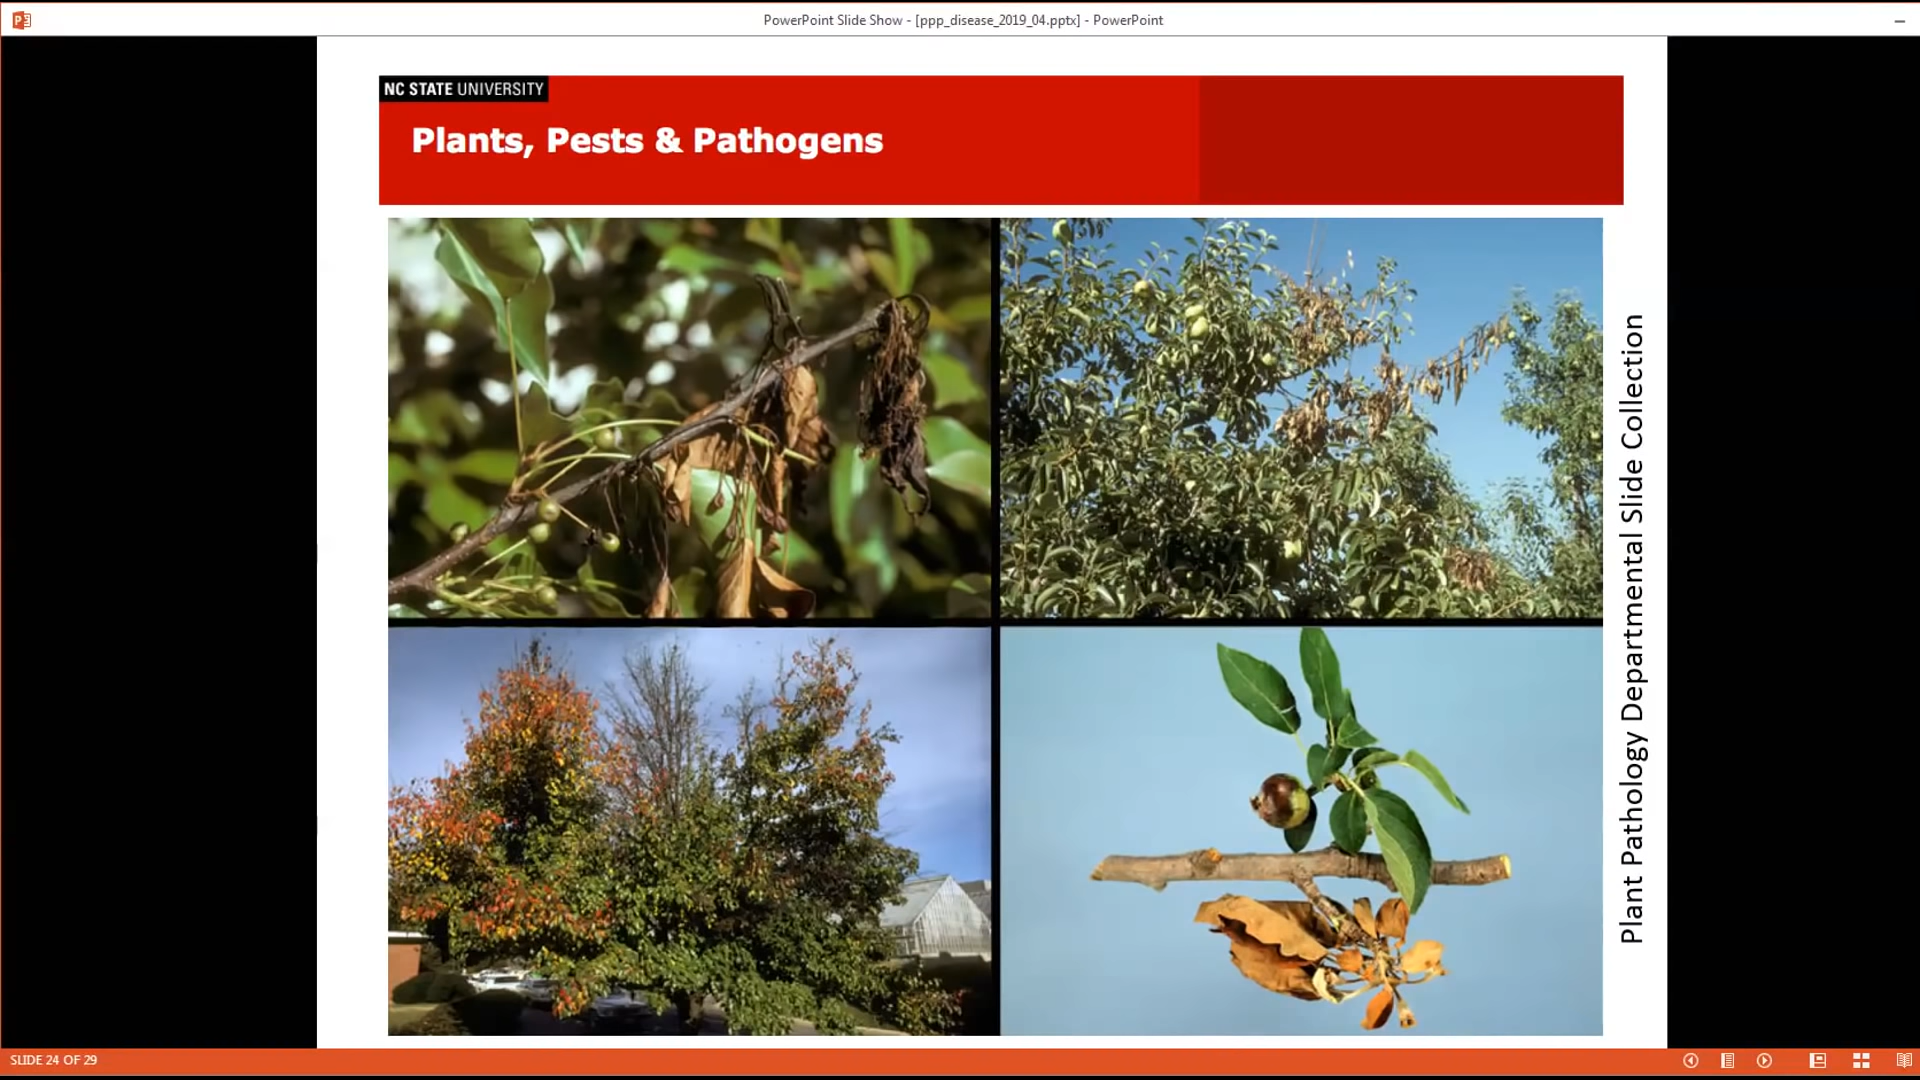 PowerPoint Slide Show - [ppp_disease_2019_04.pptx] - PowerPoint
NC STATE UNIVERSITY
Plants, Pests & Pathogens
Plant Pathology Departmental Slide Collection
SLIDE 24 OF 29